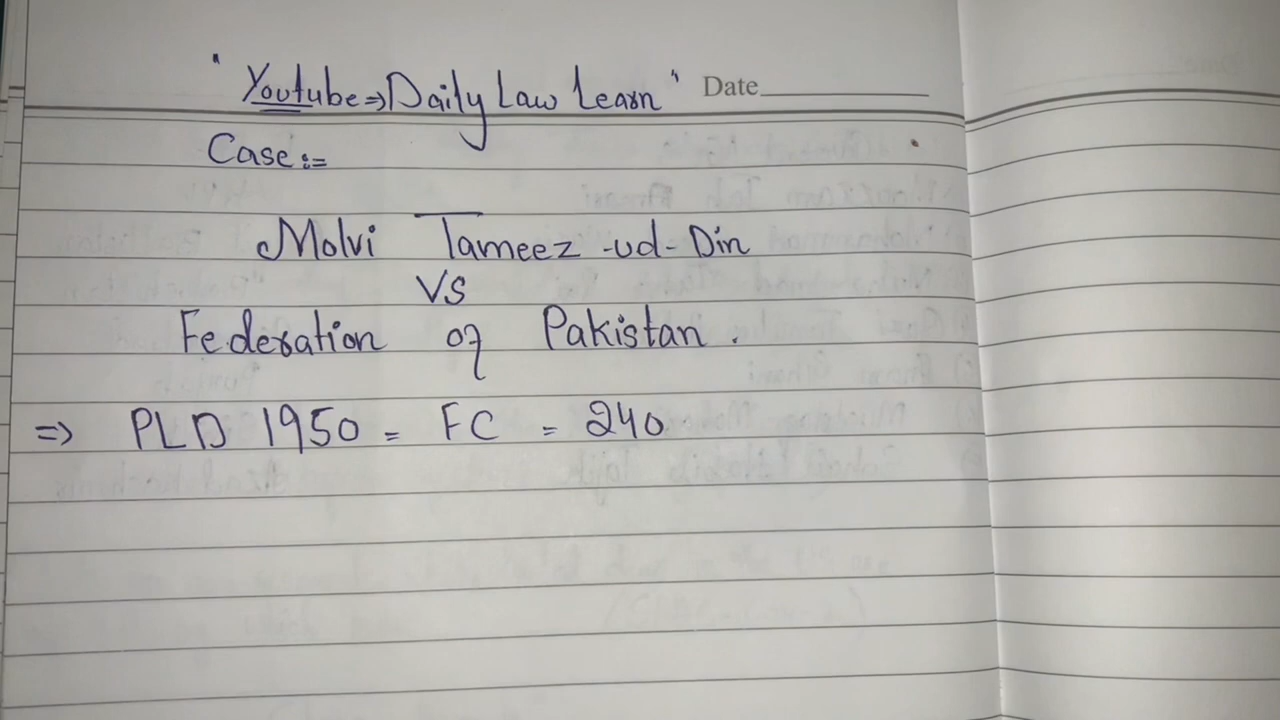 "Youtube⇒Daily Law Learn" Date
Case:=
Molvi Tameez-ud-Din
VS
Federation of Pakistan.
⇒ PLD 1950 = FC = 240